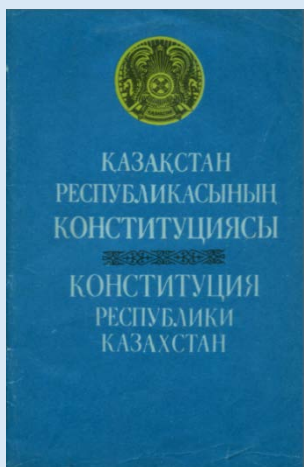 ҚАЗАҚСТАН
РЕСПУБЛИКАСЫНЫҢ
КОНСТИТУЦИЯСЫ
КОНСТИТУЦИЯ
РЕСПУБЛИКИ
КАЗАХСТАН